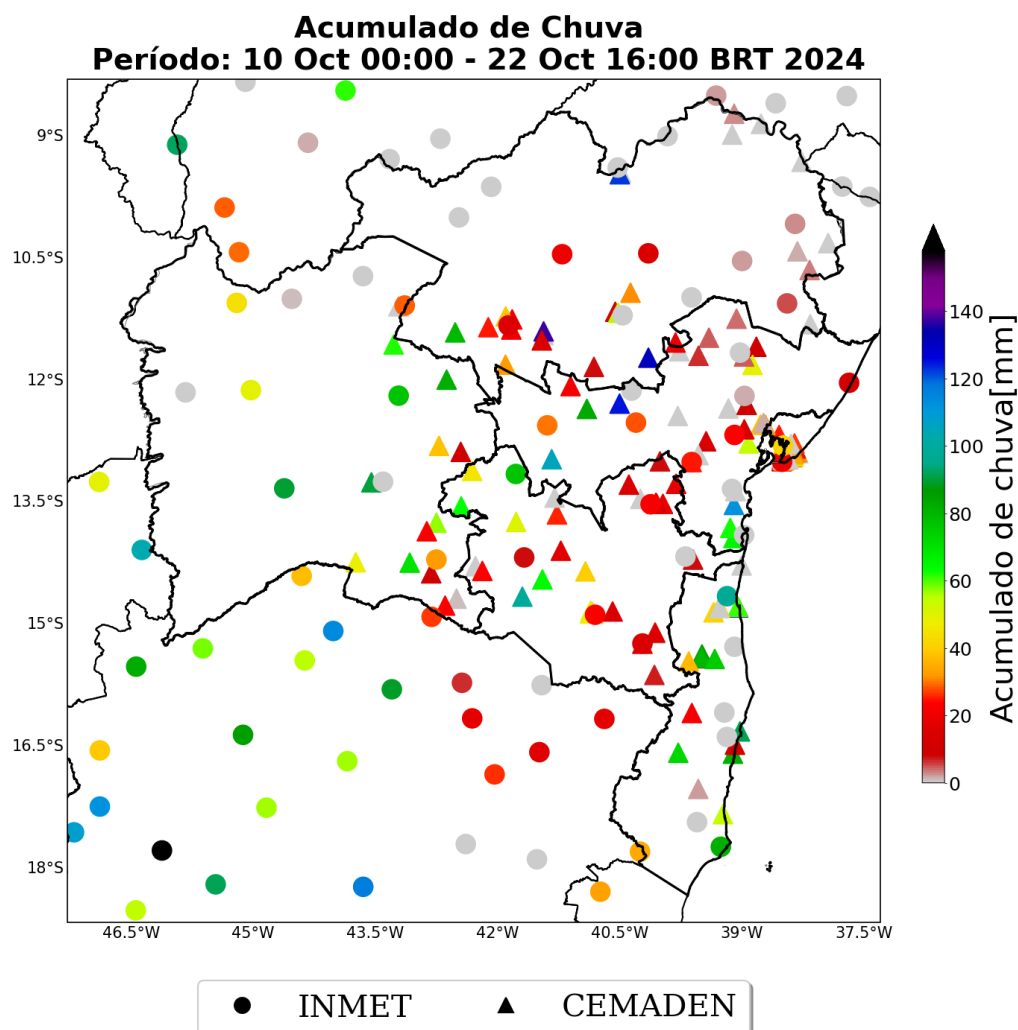 Acumulado de Chuva
Período: 10 Oct 00:00 - 22 Oct 16:00 BRT 2024
9°S
10.5°S
12°S
13.5°S
15°S
16.5°S
18°S
46.5°W 45°W 43.5°W 42°W 40.5°W 39°W 37.5°W
140
120
100
80
60
40
20
0
Acumulado de chuva[mm]
INMET CEMADEN